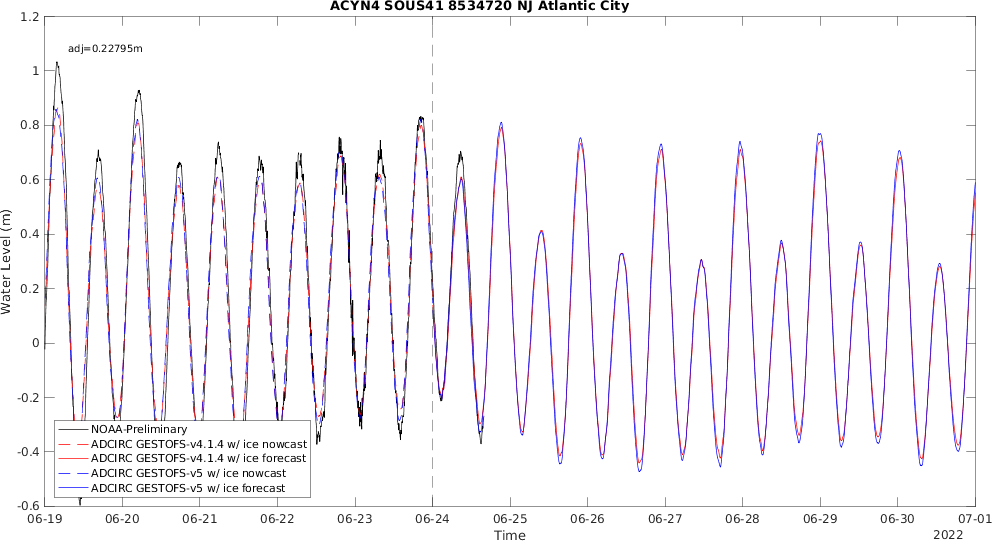 ACYN4 SOUS41 8534720 NJ Atlantic City
adj=0.22795m
1.2
1
0.8
0.6
0.4
0.2
0
-0.2
-0.4
-0.6
Water Level (m)
NOAA-Preliminary
ADCIRC GESTOFS-v4.1.4 w/ ice nowcast
ADCIRC GESTOFS-v4.1.4 w/ ice forecast
ADCIRC GESTOFS-v5 w/ ice nowcast
ADCIRC GESTOFS-v5 w/ ice forecast
06-19 06-20 06-21 06-22 06-23 06-24 06-25 06-26 06-27 06-28 06-29 06-30 07-01
Time
2022